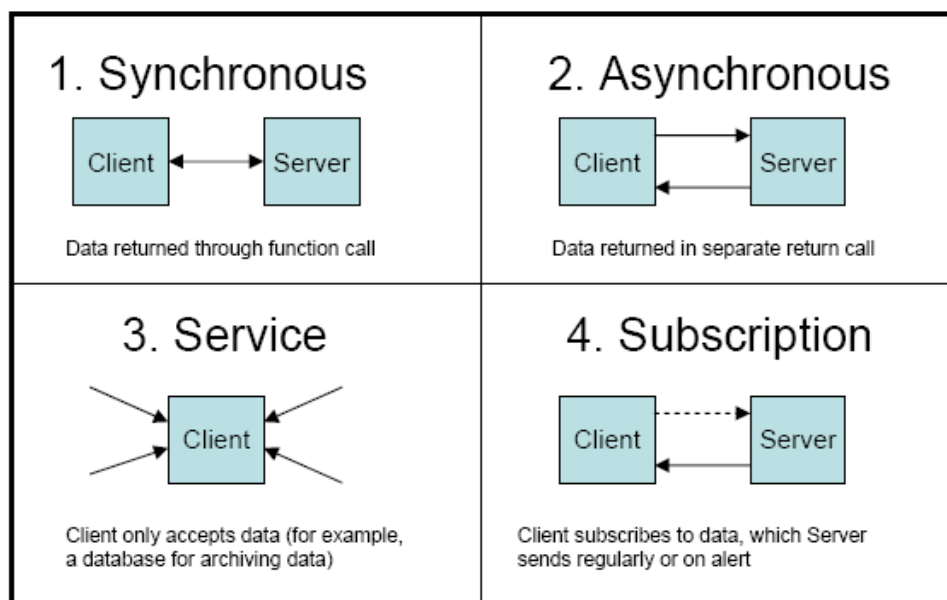 1. Synchronous
Client
Server
Data returned through function call
2. Asynchronous
Client
Server
Data returned in separate return call
3. Service
Client
Client only accepts data (for example,
a database for archiving data)
4. Subscription
Client
Server
Client subscribes to data, which Server
sends regularly or on alert